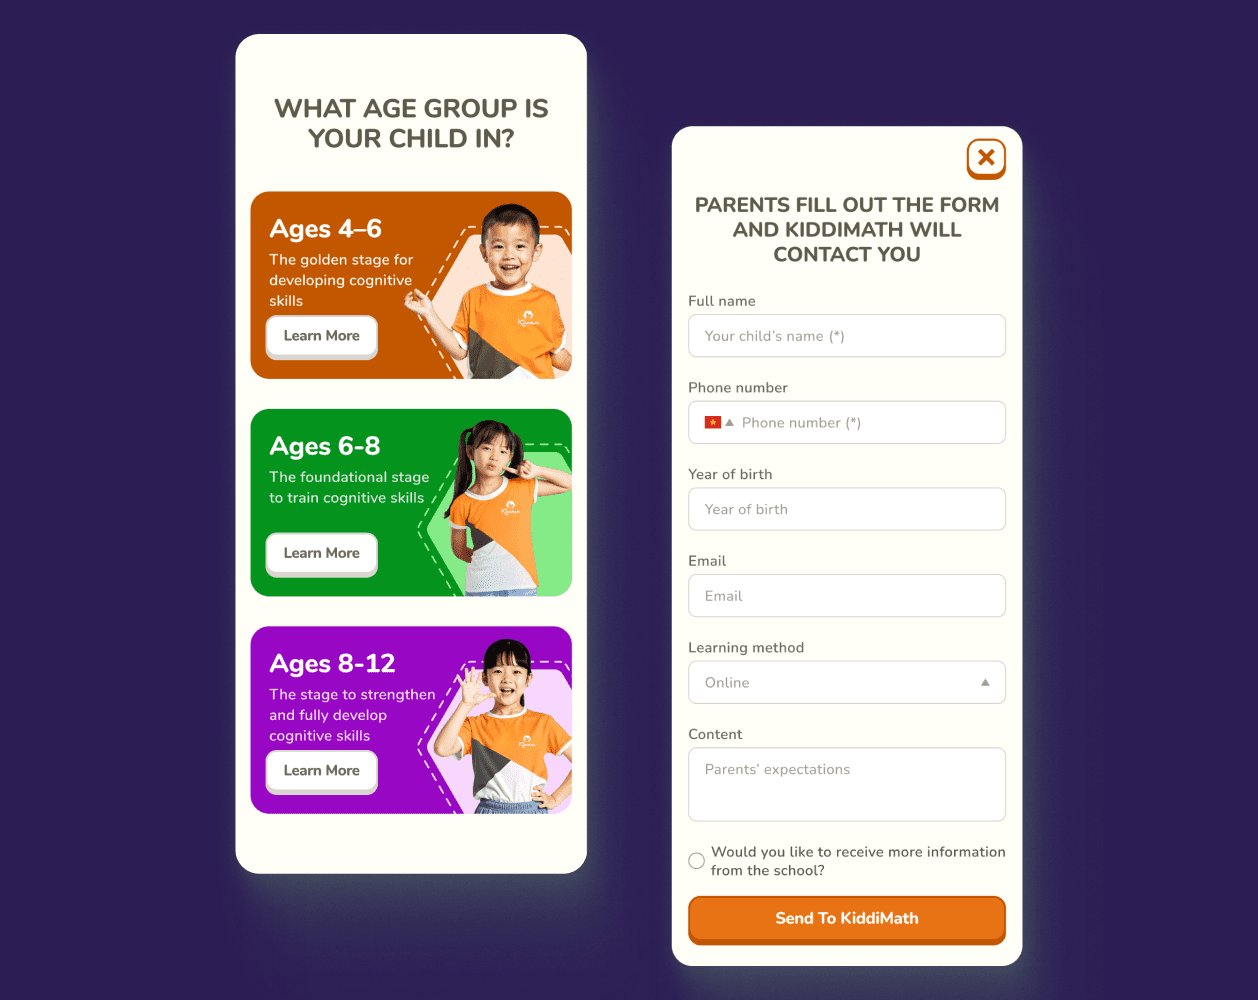 WHAT AGE GROUP IS
YOUR CHILD IN?
Ages 4–6
The golden stage for
developing cognitive
skills
Learn More
Ages 6-8
The foundational stage
to train cognitive skills
Learn More
Ages 8-12
The stage to strengthen
and fully develop
cognitive skills
Learn More
PARENTS FILL OUT THE FORM
AND KIDDIMATH WILL
CONTACT YOU
Full name
Your child’s name (*)
Phone number
Phone number (*)
Year of birth
Year of birth
Email
Email
Learning method
Online
Content
Parents’ expectations
Would you like to receive more information
from the school?
Send To KiddiMath